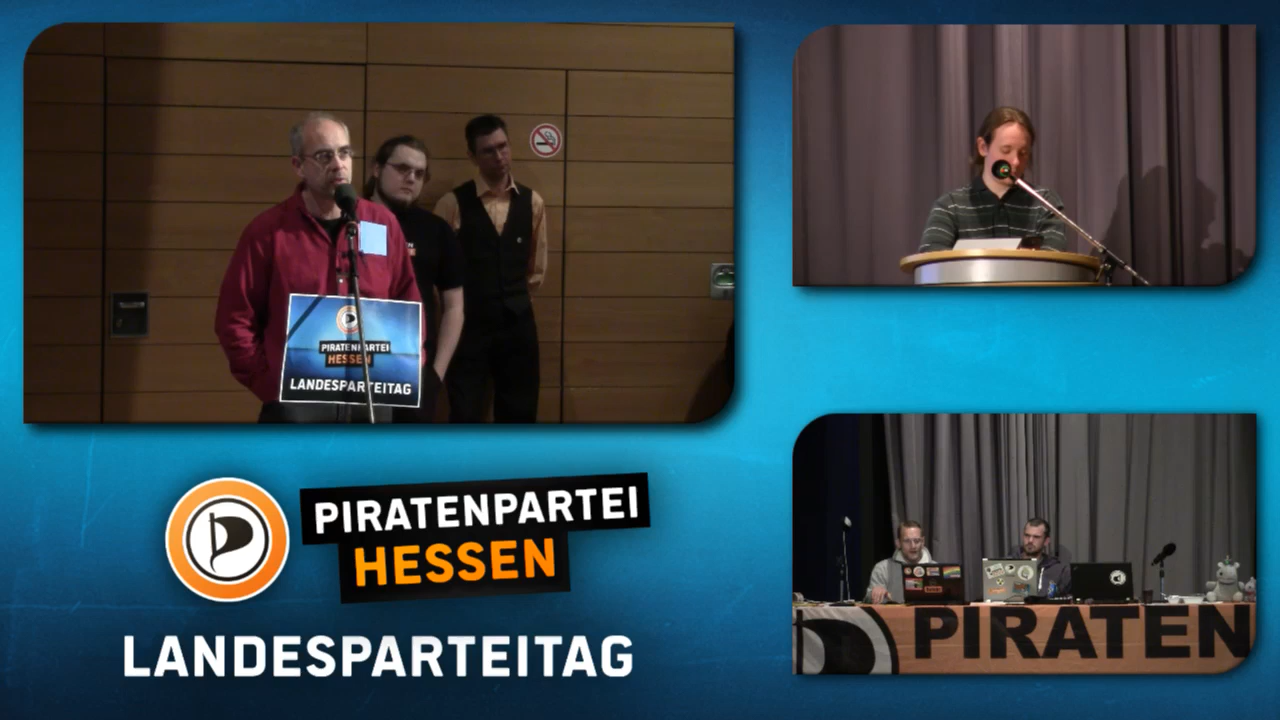 PIRATENPARTEI
HESSEN
LANDESPARTEITAG
PIRATENPARTEI
HESSEN
LANDESPARTEITAG
PIRATEN